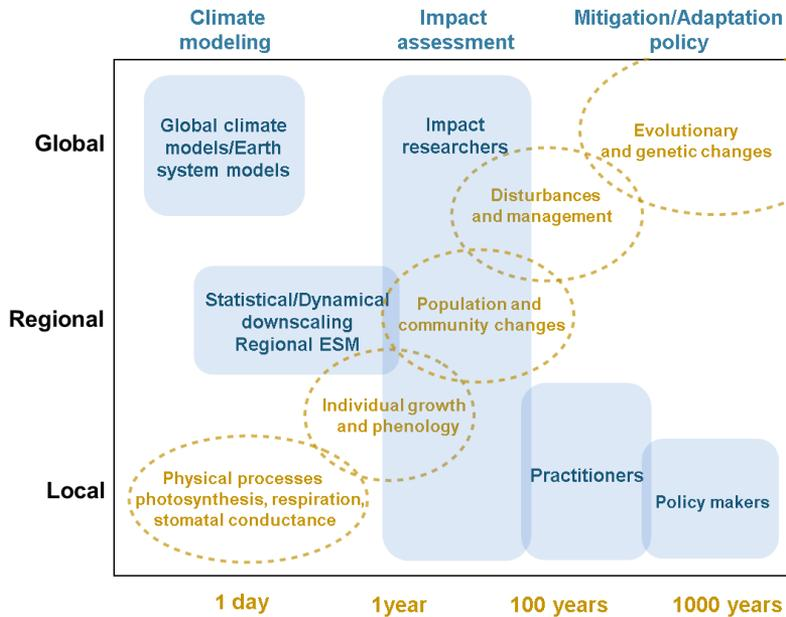 Climate
modeling
Impact
assessment
Mitigation/Adaptation
policy
Global
Global climate
models/Earth
system models
Impact
researchers
Evolutionary
and genetic changes
Disturbances
and management
Regional
Statistical/Dynamical
downscaling
Regional ESM
Population and
community changes
Individual growth
and phenology
Local
Physical processes
photosynthesis, respiration,
stomatal conductance
Practitioners
Policy makers
1 day
1year
100 years
1000 years